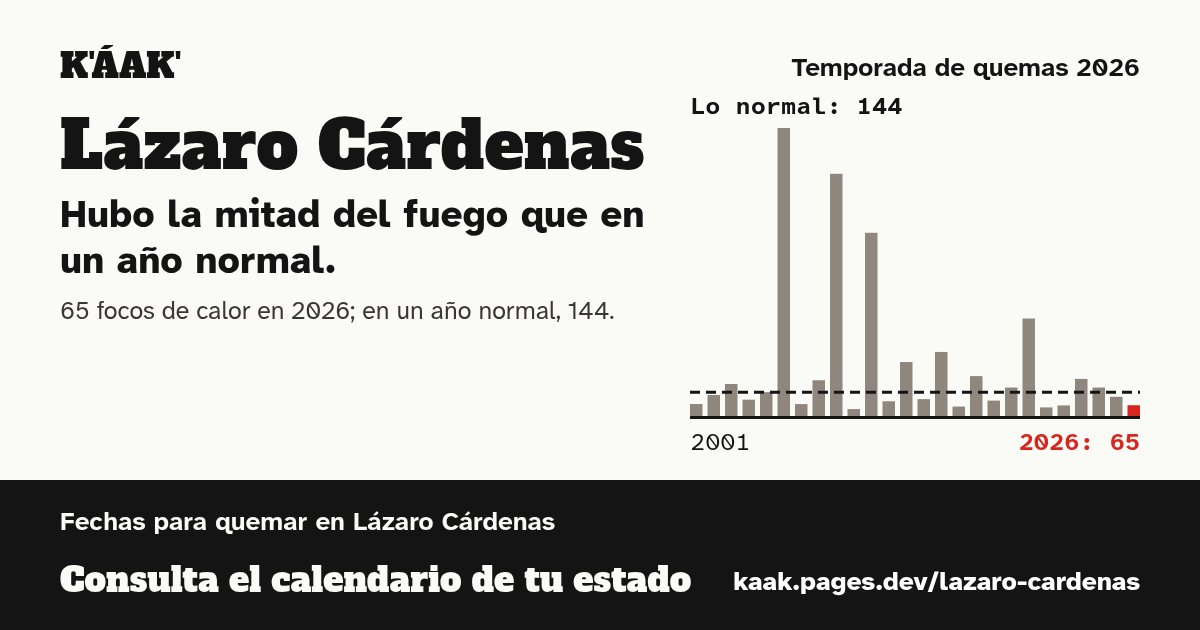 K'ÁAK'
Lázaro Cárdenas
Hubo la mitad del fuego que en
un año normal.
65 focos de calor en 2026; en un año normal, 144.
Temporada de quemas 2026
Lo normal: 144
2001
2026: 65
Fechas para quemar en Lázaro Cárdenas
Consulta el calendario de tu estado
kaak.pages.dev/lazaro-cardenas